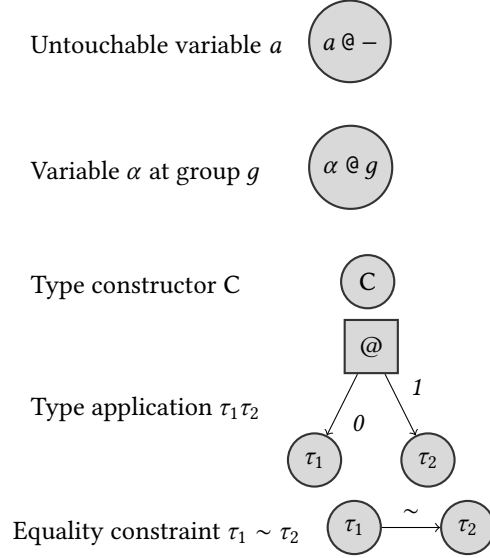 Untouchable variable a
a @ −
Variable α at group g
α @ g
Type constructor C
C
@
Type application τ₁τ₂
0
1
τ₁
τ₂
Equality constraint τ₁ ∼ τ₂
τ₁
∼
τ₂